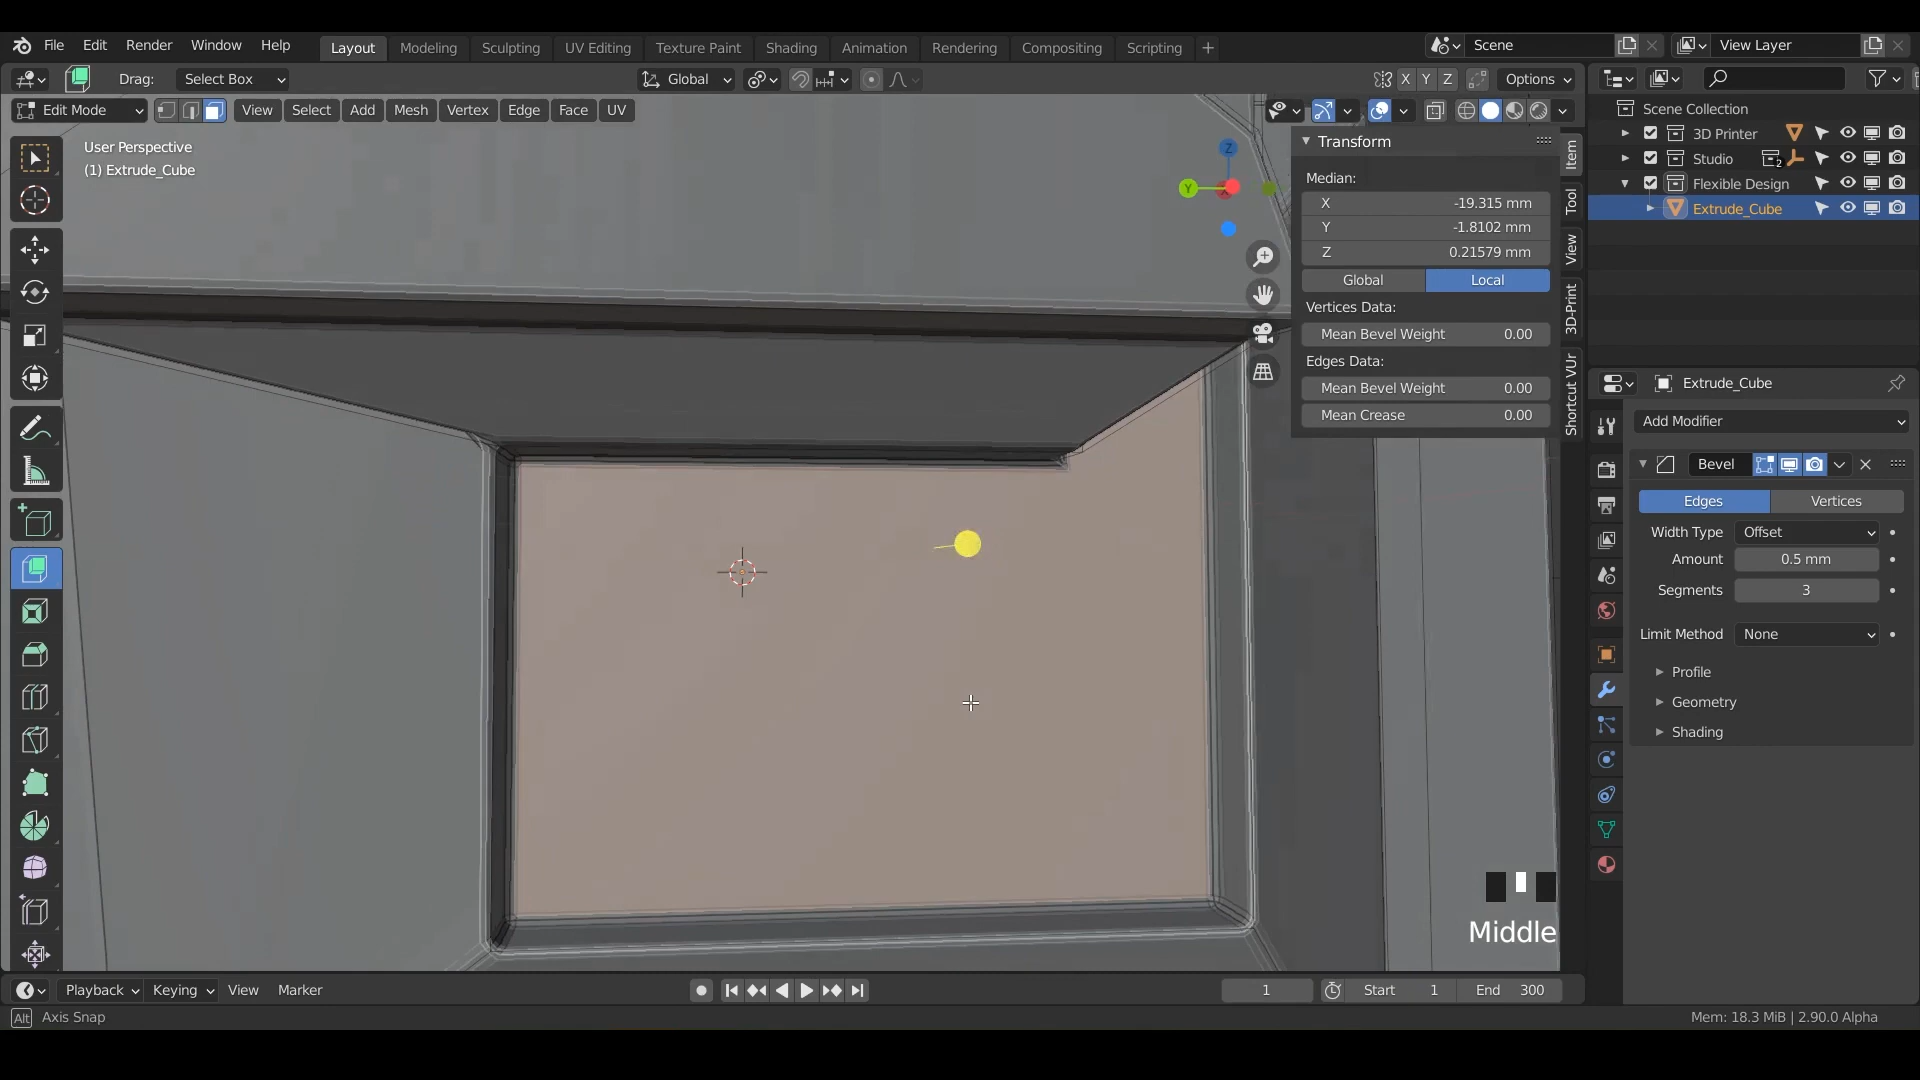 File Edit Render Window Help Layout Modeling Sculpting UV Editing Texture Paint Shading Animation Rendering Compositing Scripting + Scene View Layer
Drag: Select Box Global X Y Z Options
Edit Mode View Select Add Mesh Vertex Edge Face UV
User Perspective
(1) Extrude_Cube
Z
Y
X
Transform
Median:
X -19.315 mm
Y -1.8102 mm
Z 0.21579 mm
Global Local
Vertices Data:
Mean Bevel Weight 0.00
Edges Data:
Mean Bevel Weight 0.00
Mean Crease 0.00
Item
Tool
View
3D-Print
Shortcut VUr
Scene Collection
3D Printer
Studio 2
Flexible Design
Extrude_Cube
Extrude_Cube
Add Modifier
Bevel
Edges Vertices
Width Type Offset
Amount 0.5 mm
Segments 3
Limit Method None
Profile
Geometry
Shading
Middle
Playback Keying View Marker 1 Start 1 End 300
Alt Axis Snap Mem: 18.3 MiB | 2.90.0 Alpha